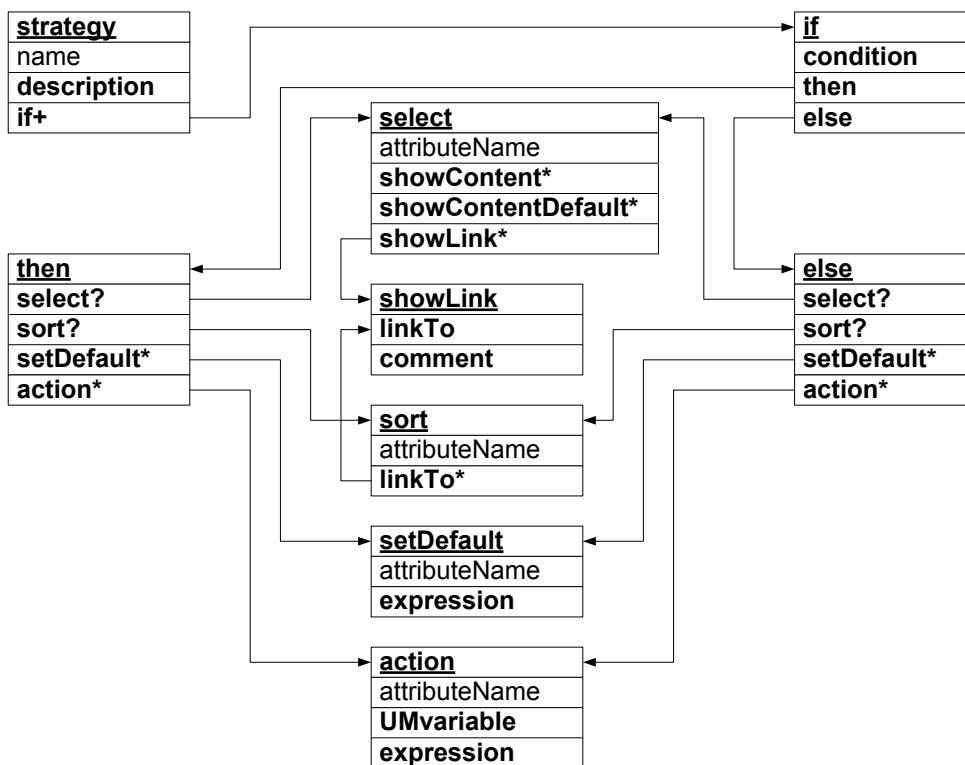 strategy
name
description
if+
if
condition
then
else
select
attributeName
showContent*
showContentDefault*
showLink*
then
select?
sort?
setDefault*
action*
showLink
linkTo
comment
else
select?
sort?
setDefault*
action*
sort
attributeName
linkTo*
setDefault
attributeName
expression
action
attributeName
UMvariable
expression